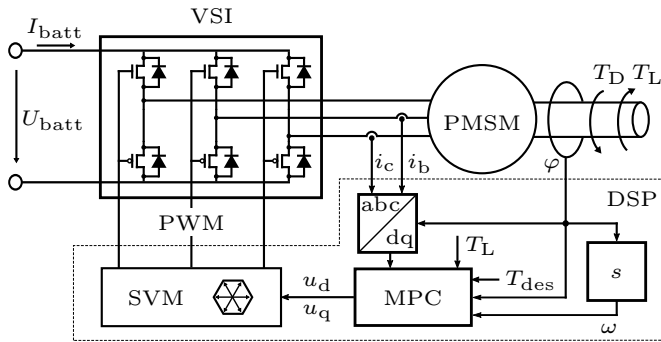 VSI
I_batt
U_batt
PMSM
T_D T_L
i_c i_b
φ
DSP
PWM
abc
dq
T_L
T_des
s
SVM
u_d
u_q
MPC
ω